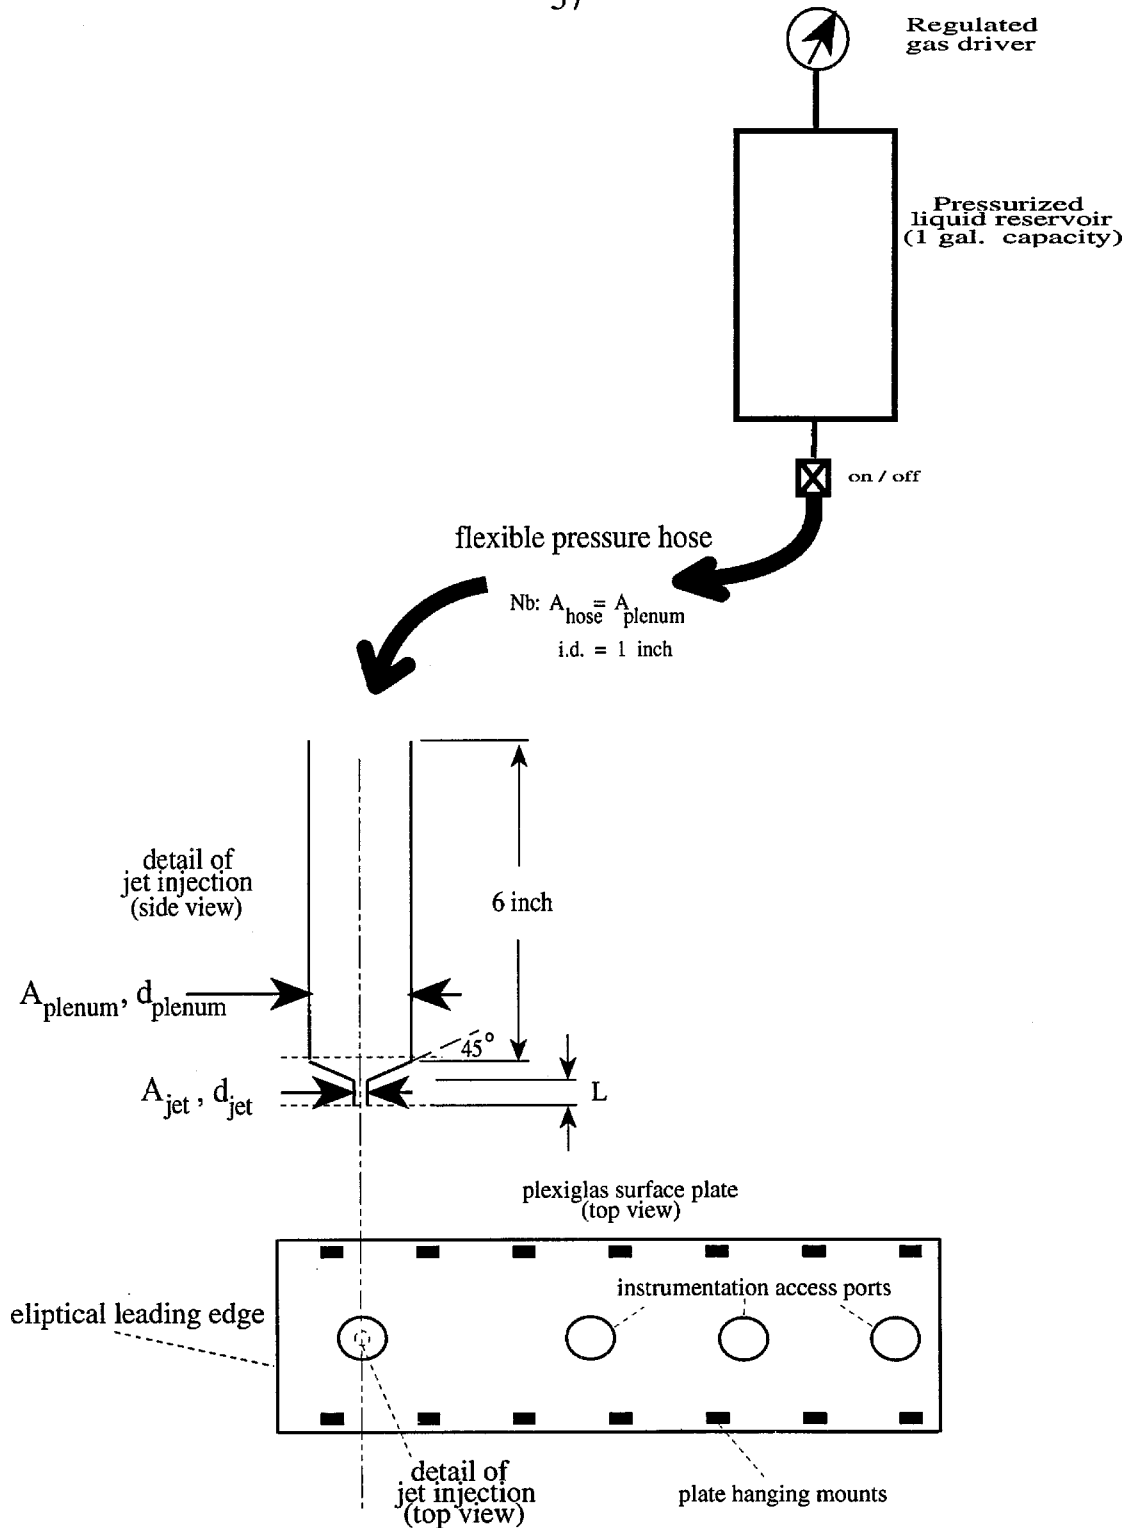 Regulated
gas driver
Pressurized
liquid reservoir
(1 gal. capacity)
on / off
flexible pressure hose
Nb: A_hose = A_plenum
i.d. = 1 inch
detail of
jet injection
(side view)
6 inch
A_plenum, d_plenum
45°
A_jet, d_jet
L
plexiglas surface plate
(top view)
instrumentation access ports
eliptical leading edge
detail of
jet injection
(top view)
plate hanging mounts